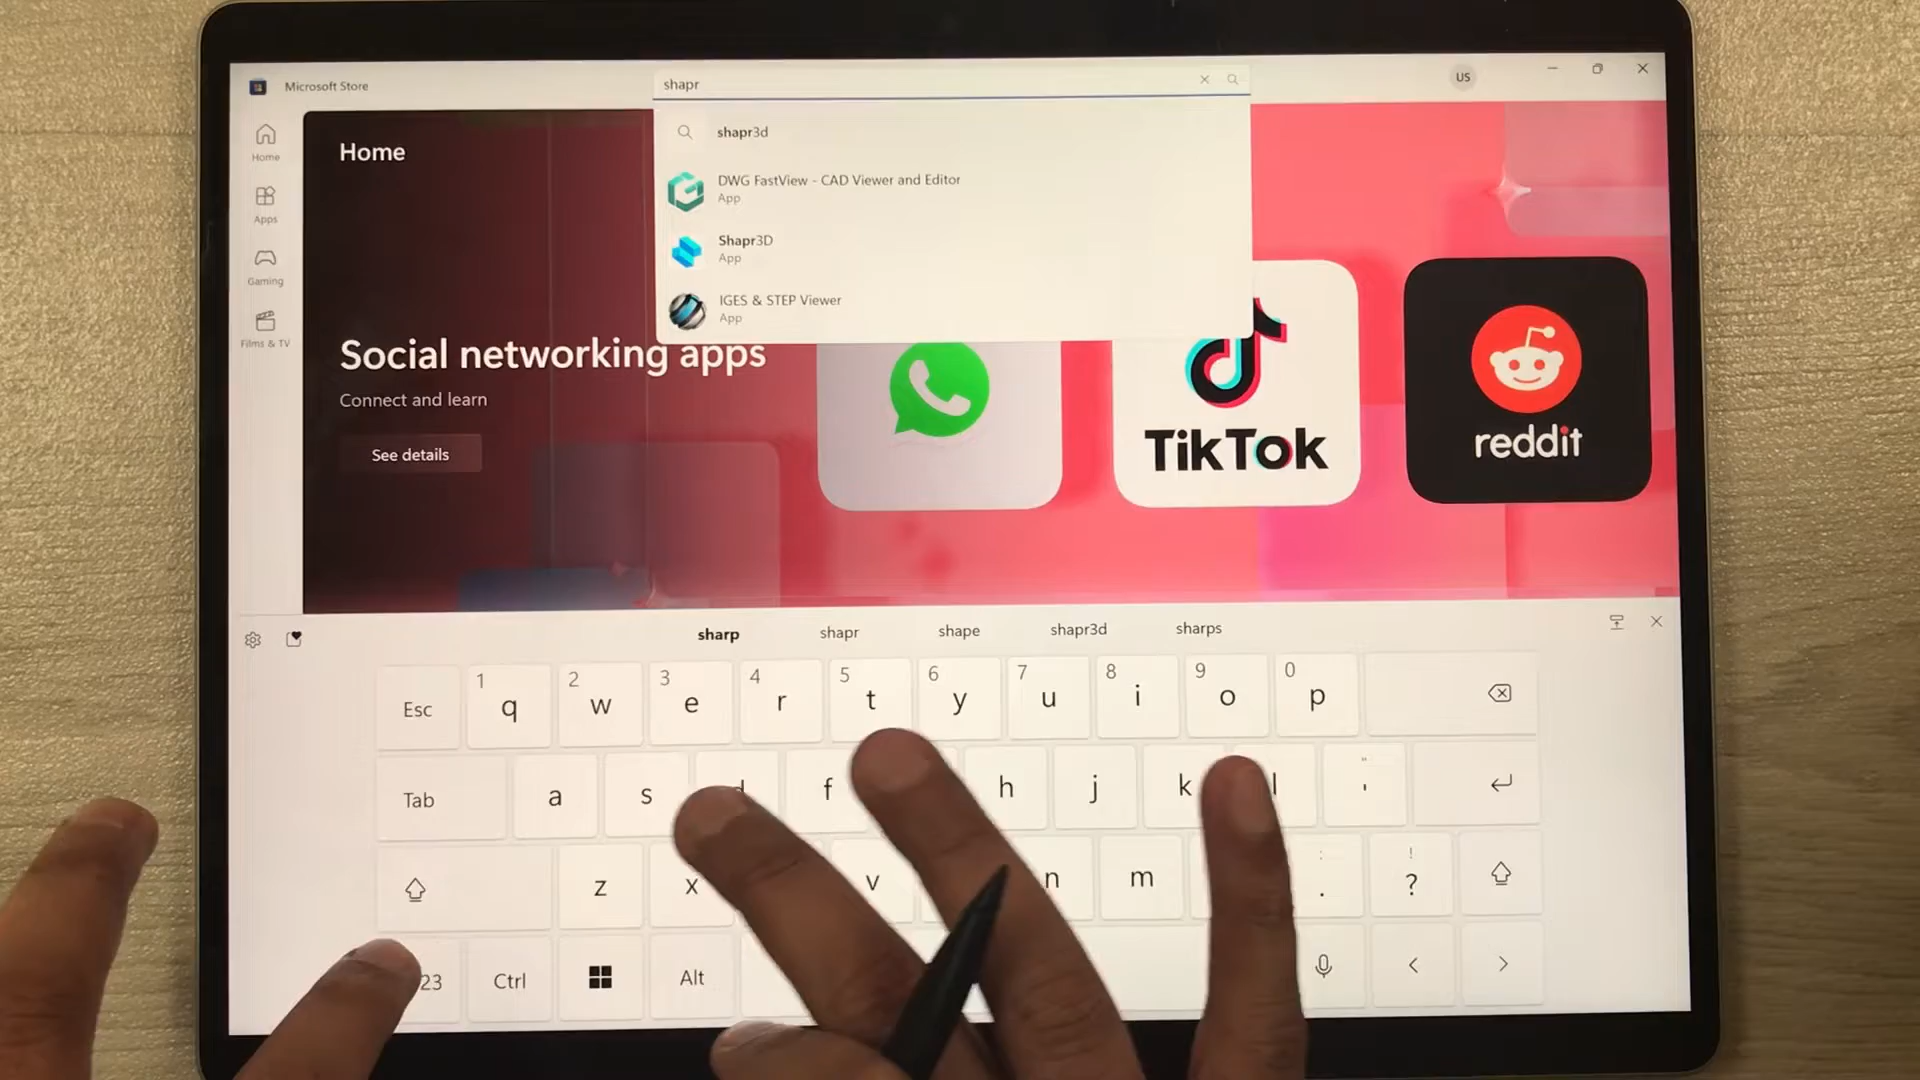 Microsoft Store
shapr
US
Home
Apps
Gaming
Films & TV
Home
shapr3d
DWG FastView - CAD Viewer and Editor
App
Shapr3D
App
IGES & STEP Viewer
App
Social networking apps
Connect and learn
See details
TikTok
reddit
sharp shapr shape shapr3d sharps
Esc 1 q 2 w 3 e 4 r 5 t 6 y 7 u 8 i 9 o 0 p
Tab a s d f h j k l " '
z x v n m : . ! ?
23 Ctrl Alt < >